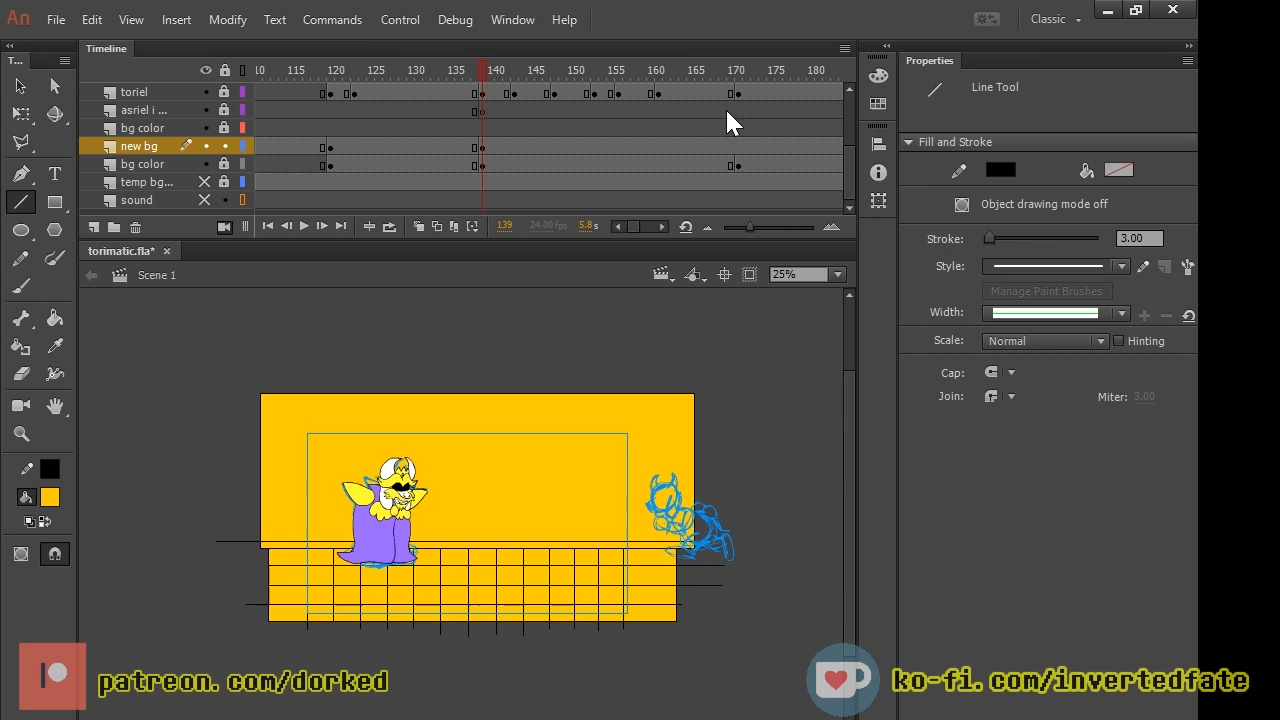 An File Edit View Insert Modify Text Commands Control Debug Window Help Classic
T... Timeline Properties
110 115 120 125 130 135 140 145 150 155 160 165 170 175 180
toriel
asriel i ...
bg color
new bg
bg color
temp bg...
sound
139 24.00 fps 5.8 s
torimatic.fla* ×
Scene 1 25%
Line Tool
Fill and Stroke
Object drawing mode off
Stroke: 3.00
Style:
Manage Paint Brushes
Width:
Scale: Normal Hinting
Cap:
Join: Miter: 3.00
patreon.com/dorked
ko-fi.com/invertedfate